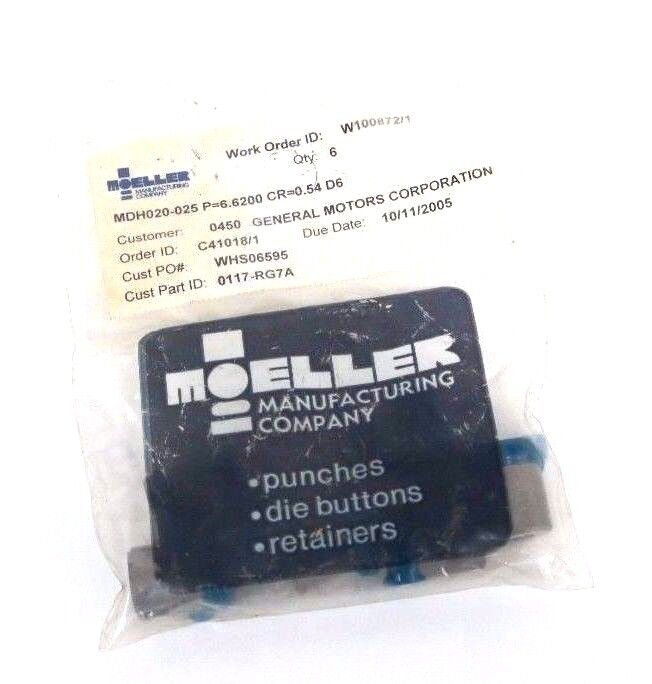 Work Order ID: W100872/1
Qty: 6
MOELLER
MANUFACTURING
COMPANY
MDH020-025 P=6.6200 CR=0.54 D6
Customer: 0450 GENERAL MOTORS CORPORATION
Order ID: C41018/1 Due Date: 10/11/2005
Cust PO#: WHS06595
Cust Part ID: 0117-RG7A
MOELLER
MANUFACTURING
COMPANY
•punches
•die buttons
•retainers